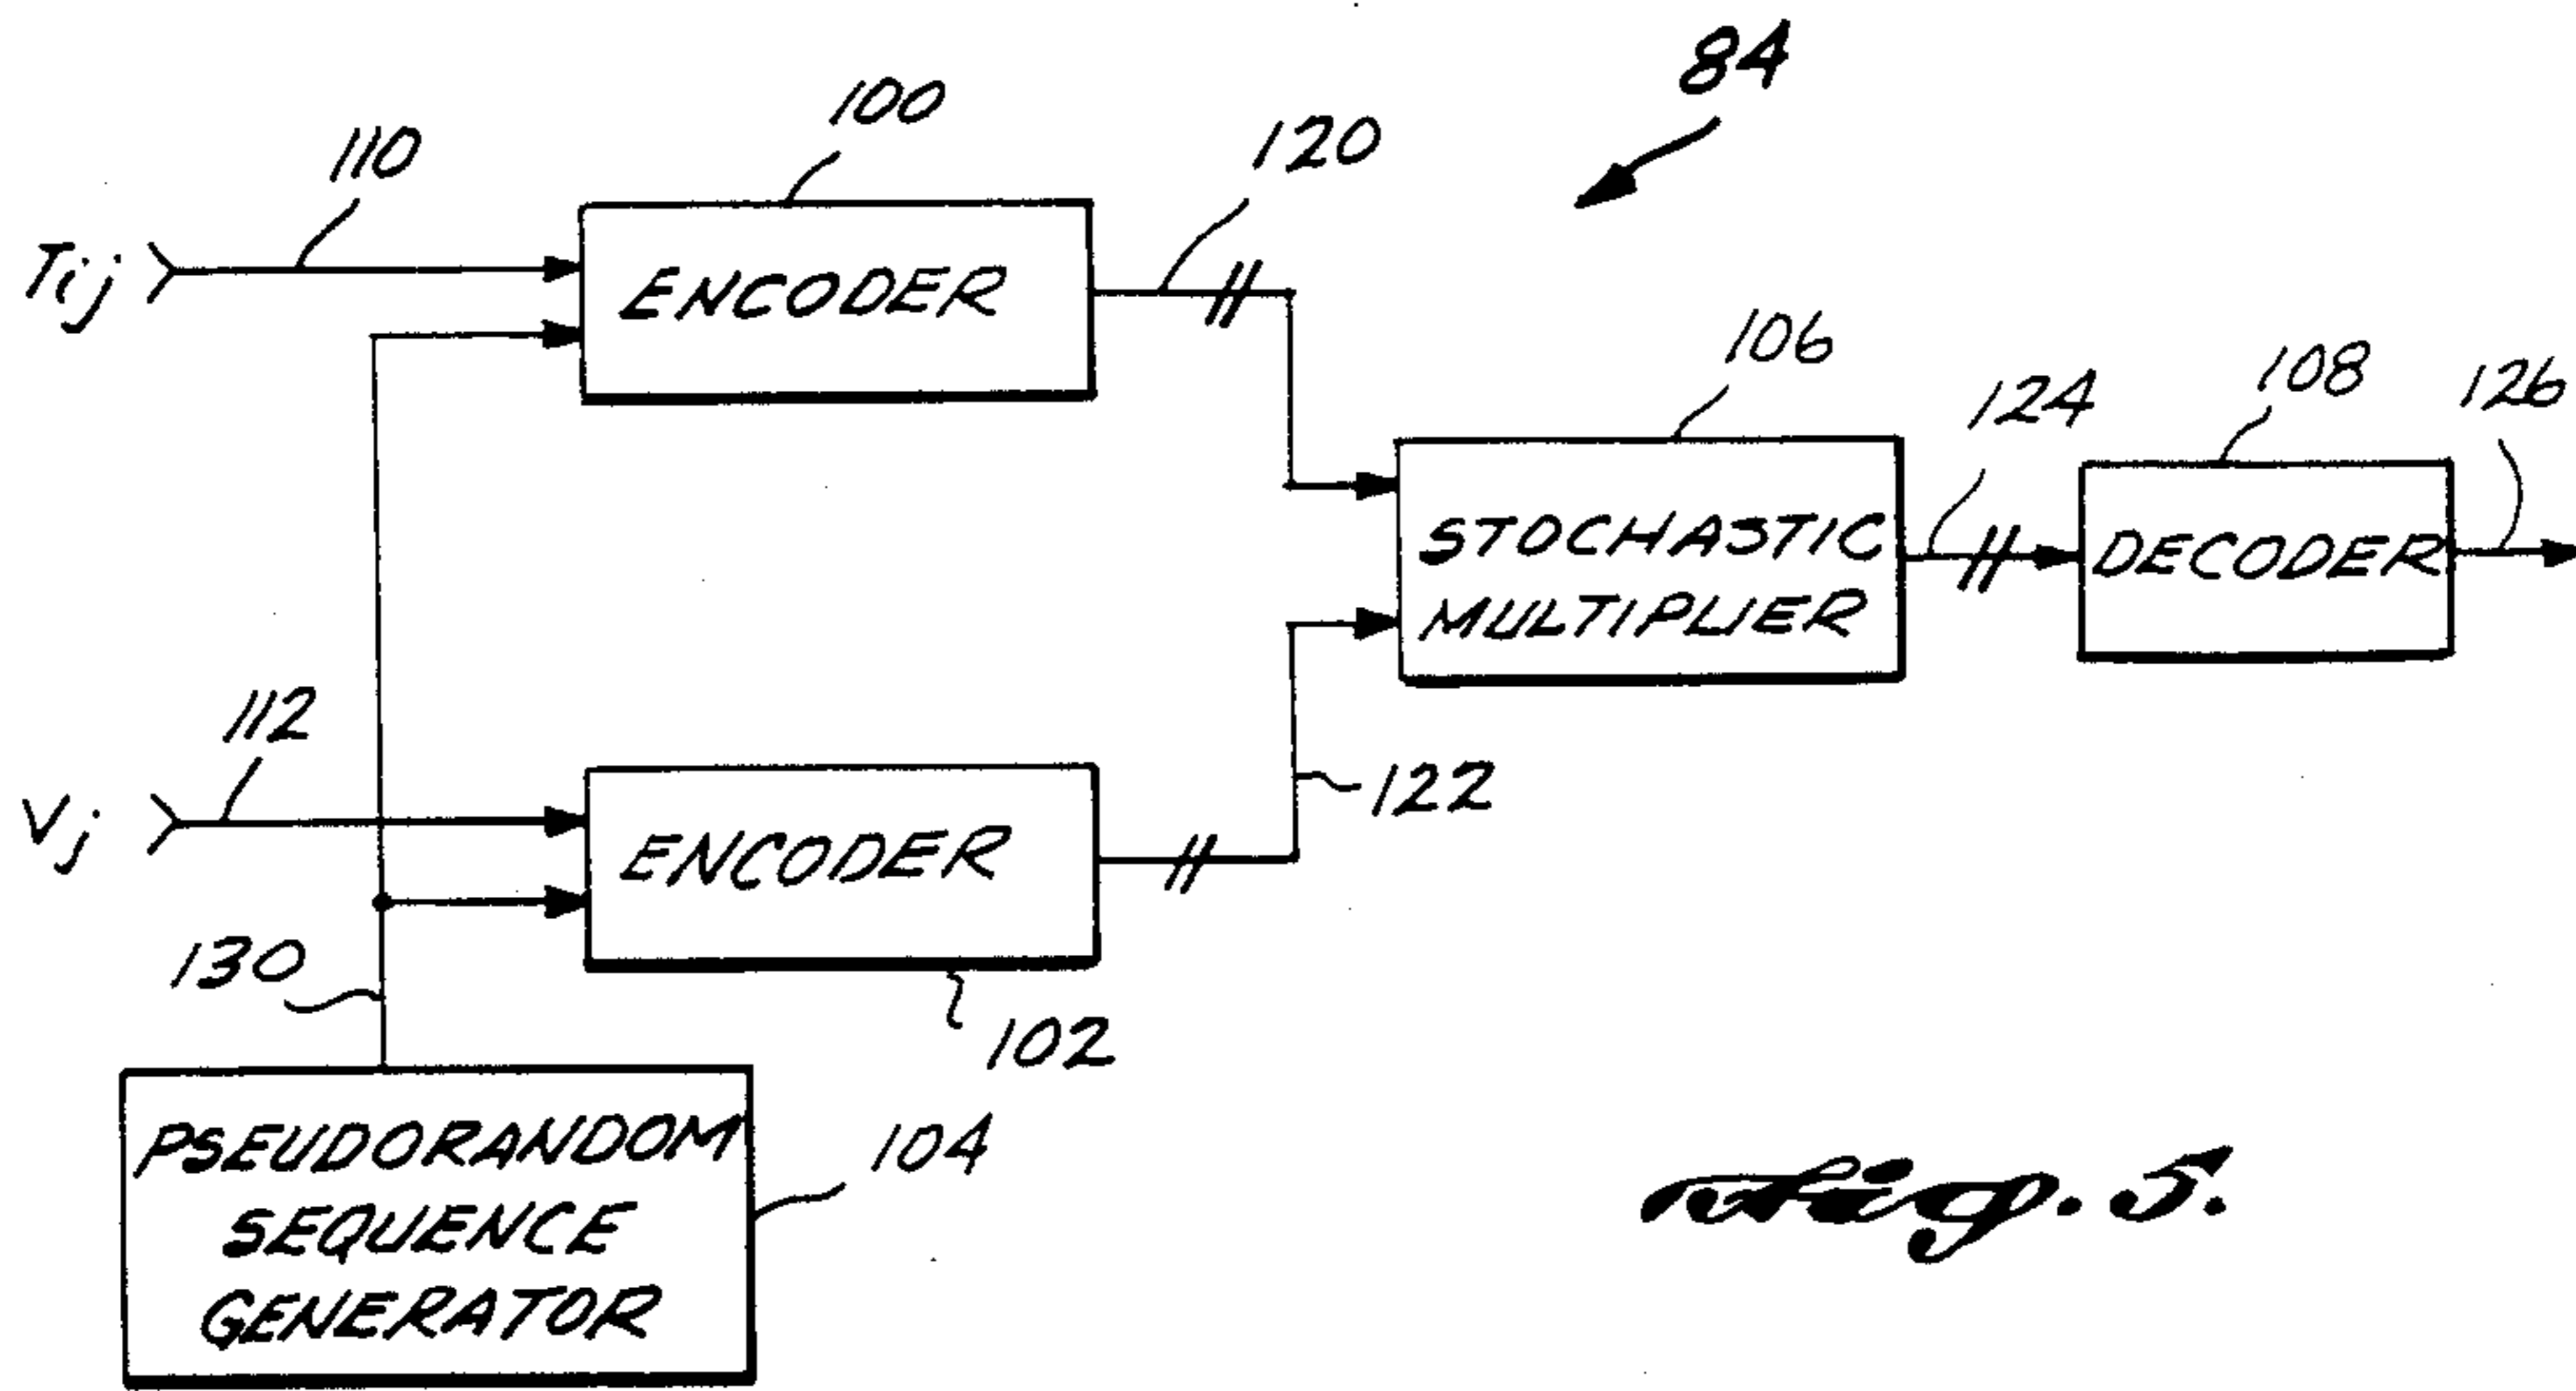 84
100
110
120
Tij
ENCODER
106
108
126
124
STOCHASTIC
MULTIPLIER
DECODER
112
122
Vj
ENCODER
130
102
PSEUDORANDOM
SEQUENCE
GENERATOR
104
Fig. 5.